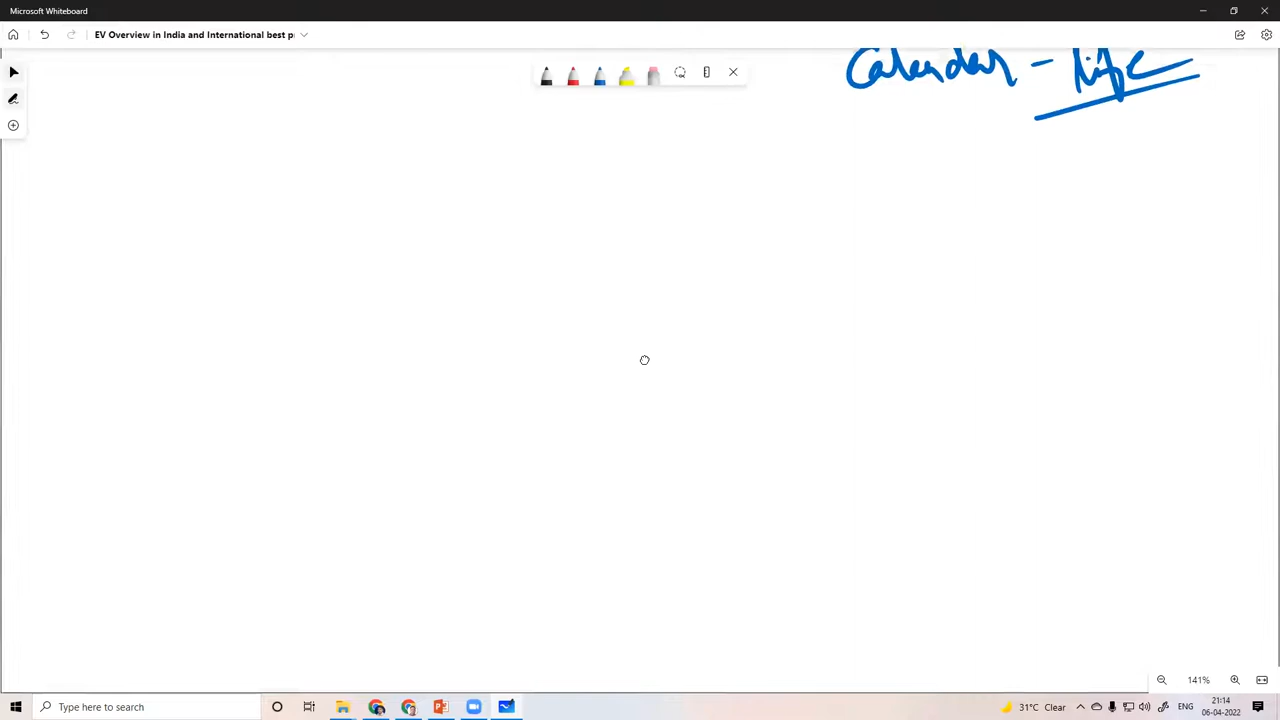 Microsoft Whiteboard
EV Overview in India and International best p
Calendar - life
141%
Type here to search
31°C Clear
ENG
21:14
06-04-2022